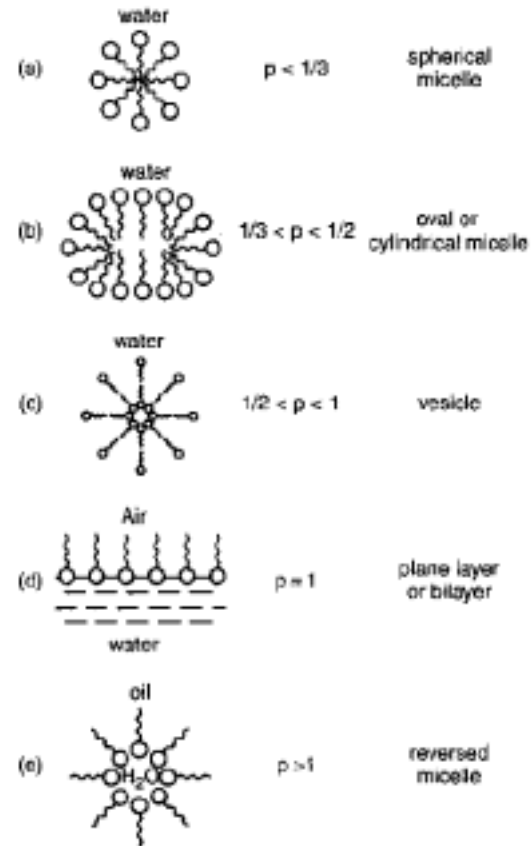 water
(a) p < 1/3 spherical
micelle
water
(b) 1/3 < p < 1/2 oval or
cylindrical micelle
water
(c) 1/2 < p < 1 vesicle
Air
(d) p = 1 plane layer
or bilayer
water
oil
(e) H2O p >1 reversed
micelle